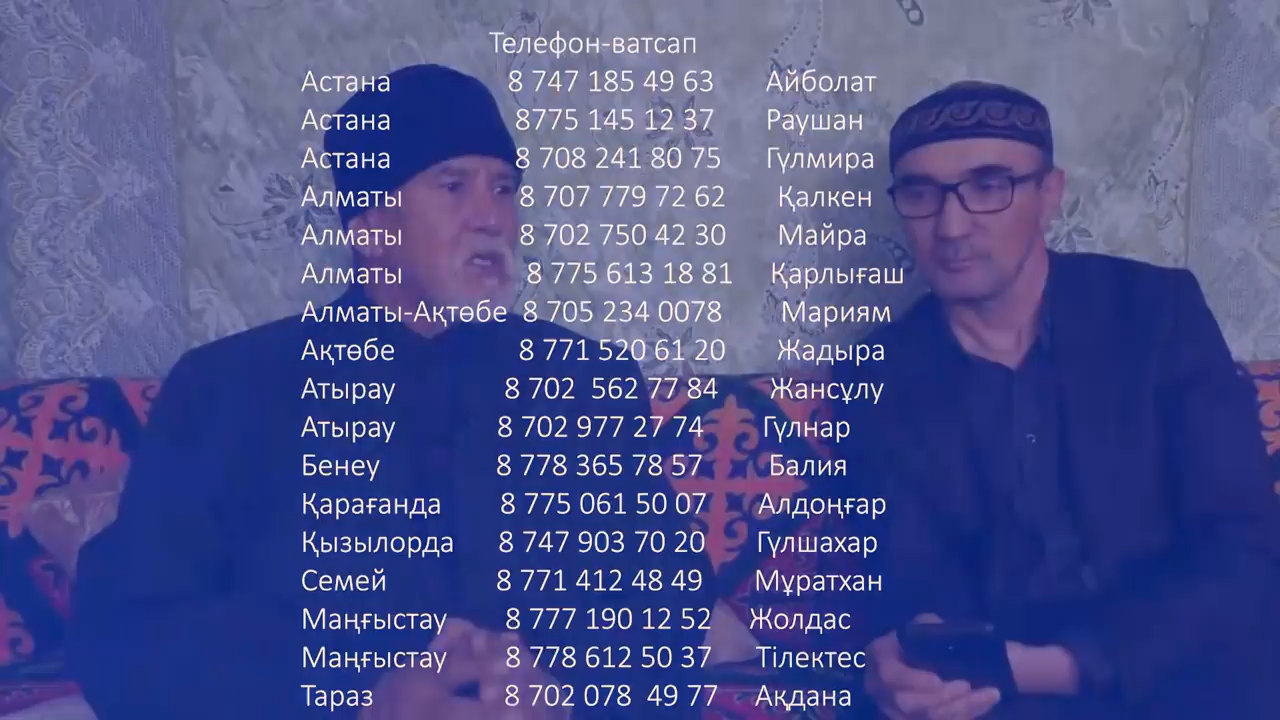 Телефон-ватсап
Астана 8 747 185 49 63 Айболат
Астана 8775 145 12 37 Раушан
Астана 8 708 241 80 75 Гүлмира
Алматы 8 707 779 72 62 Қалкен
Алматы 8 702 750 42 30 Майра
Алматы 8 775 613 18 81 Қарлығаш
Алматы-Ақтөбе 8 705 234 0078 Мариям
Ақтөбе 8 771 520 61 20 Жадыра
Атырау 8 702 562 77 84 Жансұлу
Атырау 8 702 977 27 74 Гүлнар
Бенеу 8 778 365 78 57 Балия
Қарағанда 8 775 061 50 07 Алдоңғар
Қызылорда 8 747 903 70 20 Гүлшахар
Семей 8 771 412 48 49 Мұратхан
Маңғыстау 8 777 190 12 52 Жолдас
Маңғыстау 8 778 612 50 37 Тілектес
Тараз 8 702 078 49 77 Ақдана